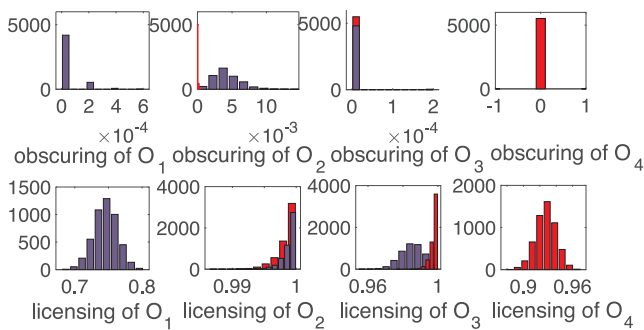 5000 5000 5000 5000
0 0 0 0
0 2 4 6 0 5 10 0 1 2 -1 0 1
×10⁻⁴ ×10⁻³ ×10⁻⁴
obscuring of O₁ obscuring of O₂ obscuring of O₃ obscuring of O₄
1500 4000 4000 2000
1000 2000 2000 1000
500
0 0 0 0
0.7 0.8 0.99 1 0.96 1 0.9 0.96
licensing of O₁ licensing of O₂ licensing of O₃ licensing of O₄